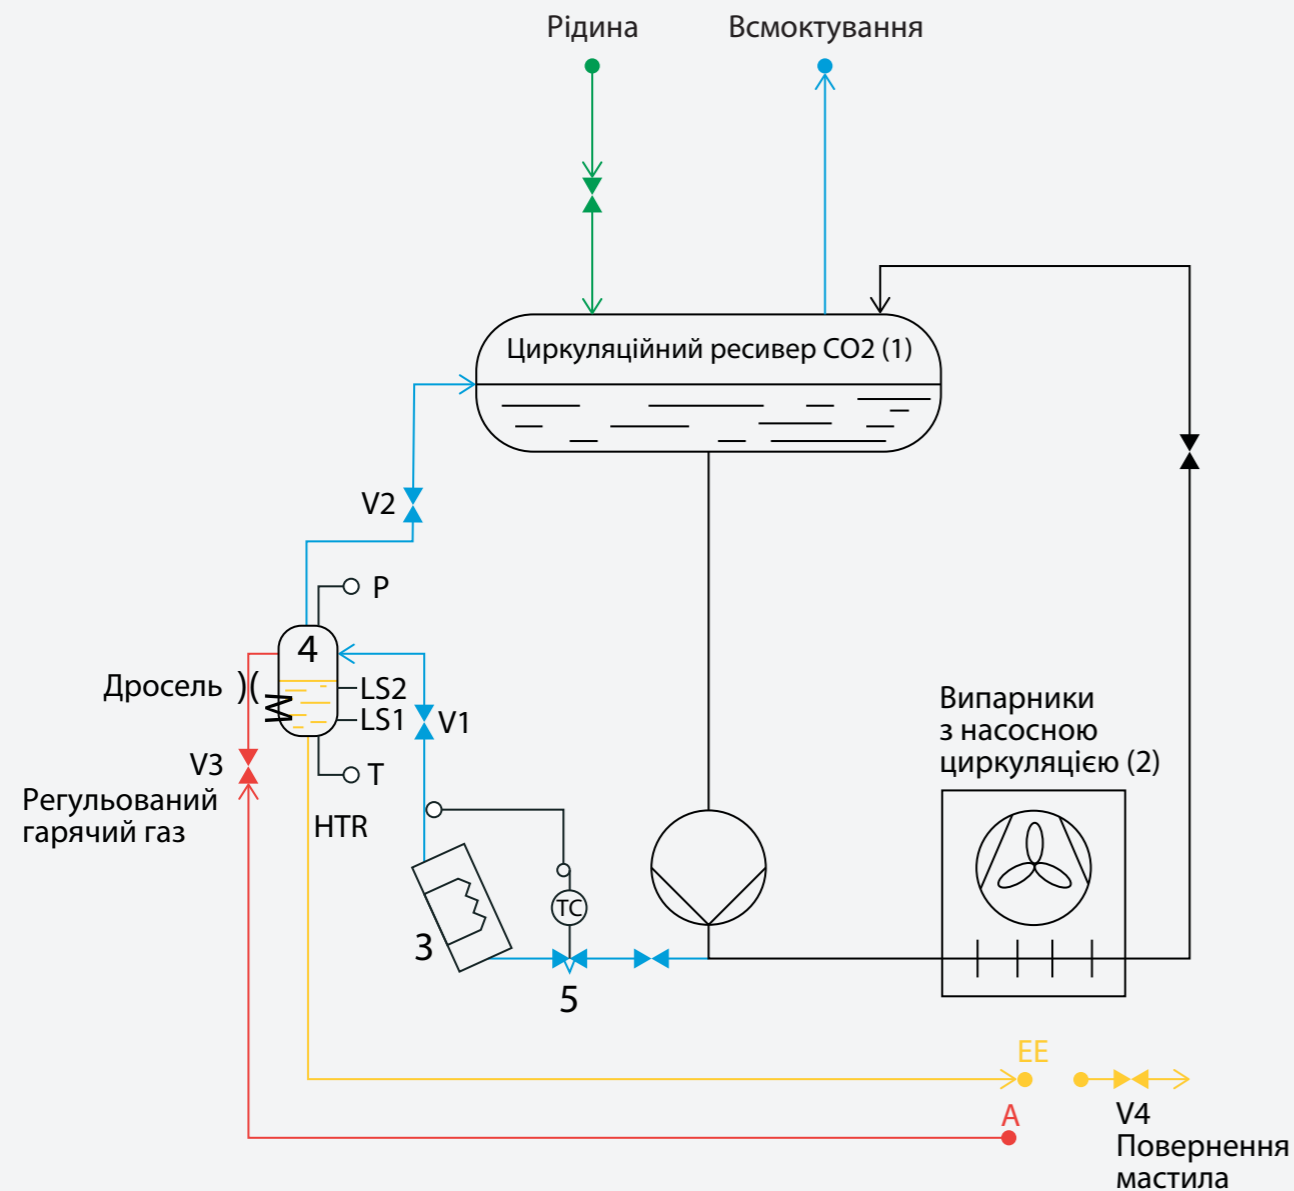 Рідина
Всмоктування
Циркуляційний ресивер CO2 (1)
V2
P
4
Дросель
LS2
LS1
V1
V3
T
Регульований
гарячий газ
HTR
Випарники
з насосною
циркуляцією (2)
TC
3
5
EE
A
V4
Повернення
мастила